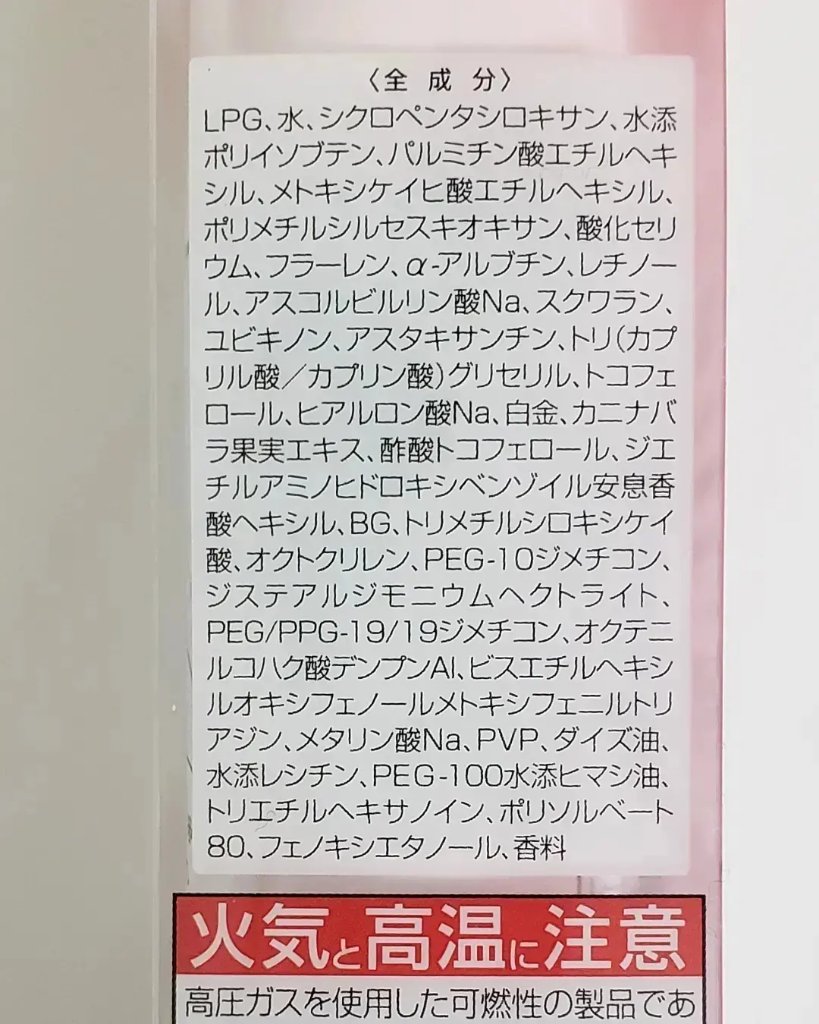 〈全 成 分〉
LPG、水、シクロペンタシロキサン、水添
ポリイソブテン、パルミチン酸エチルヘキ
シル、メトキシケイヒ酸エチルヘキシル、
ポリメチルシルセスキオキサン、酸化セリ
ウム、フラーレン、α-アルブチン、レチノー
ル、アスコルビルリン酸Na、スクワラン、
ユビキノン、アスタキサンチン、トリ(カプ
リル酸/カプリン酸)グリセリル、トコフェ
ロール、ヒアルロン酸Na、白金、カニナバ
ラ果実エキス、酢酸トコフェロール、ジエ
チルアミノヒドロキシベンゾイル安息香
酸ヘキシル、BG、トリメチルシロキシケイ
酸、オクトクリレン、PEG-10ジメチコン、
ジステアルジモニウムヘクトライト、
PEG/PPG-19/19ジメチコン、オクテニ
ルコハク酸デンプンAl、ビスエチルヘキシ
ルオキシフェノールメトキシフェニルトリ
アジン、メタリン酸Na、PVP、ダイズ油、
水添レシチン、PEG-100水添ヒマシ油、
トリエチルヘキサノイン、ポリソルベート
80、フェノキシエタノール、香料
火気と高温に注意
高圧ガスを使用した可燃性の製品であ